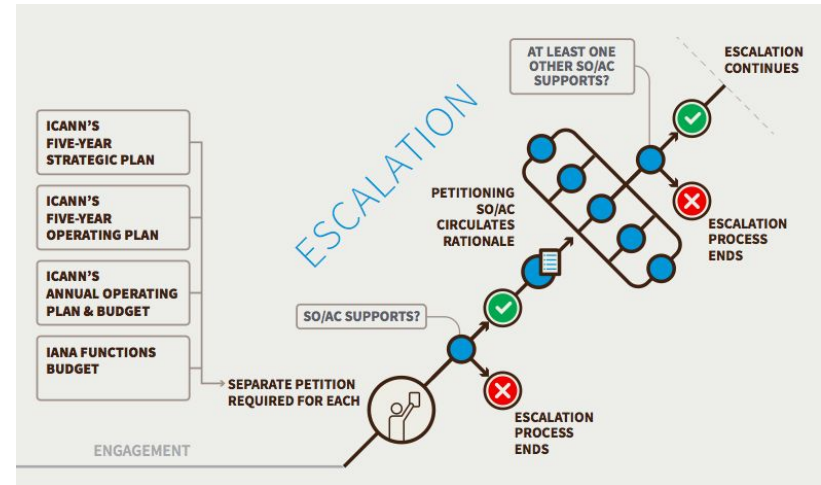 ICANN'S
FIVE-YEAR
STRATEGIC PLAN
ICANN'S
FIVE-YEAR
OPERATING PLAN
ICANN'S
ANNUAL OPERATING
PLAN & BUDGET
IANA FUNCTIONS
BUDGET
SEPARATE PETITION
REQUIRED FOR EACH
ENGAGEMENT
ESCALATION
SO/AC SUPPORTS?
ESCALATION
PROCESS
ENDS
PETITIONING
SO/AC
CIRCULATES
RATIONALE
AT LEAST ONE
OTHER SO/AC
SUPPORTS?
ESCALATION
CONTINUES
ESCALATION
PROCESS
ENDS